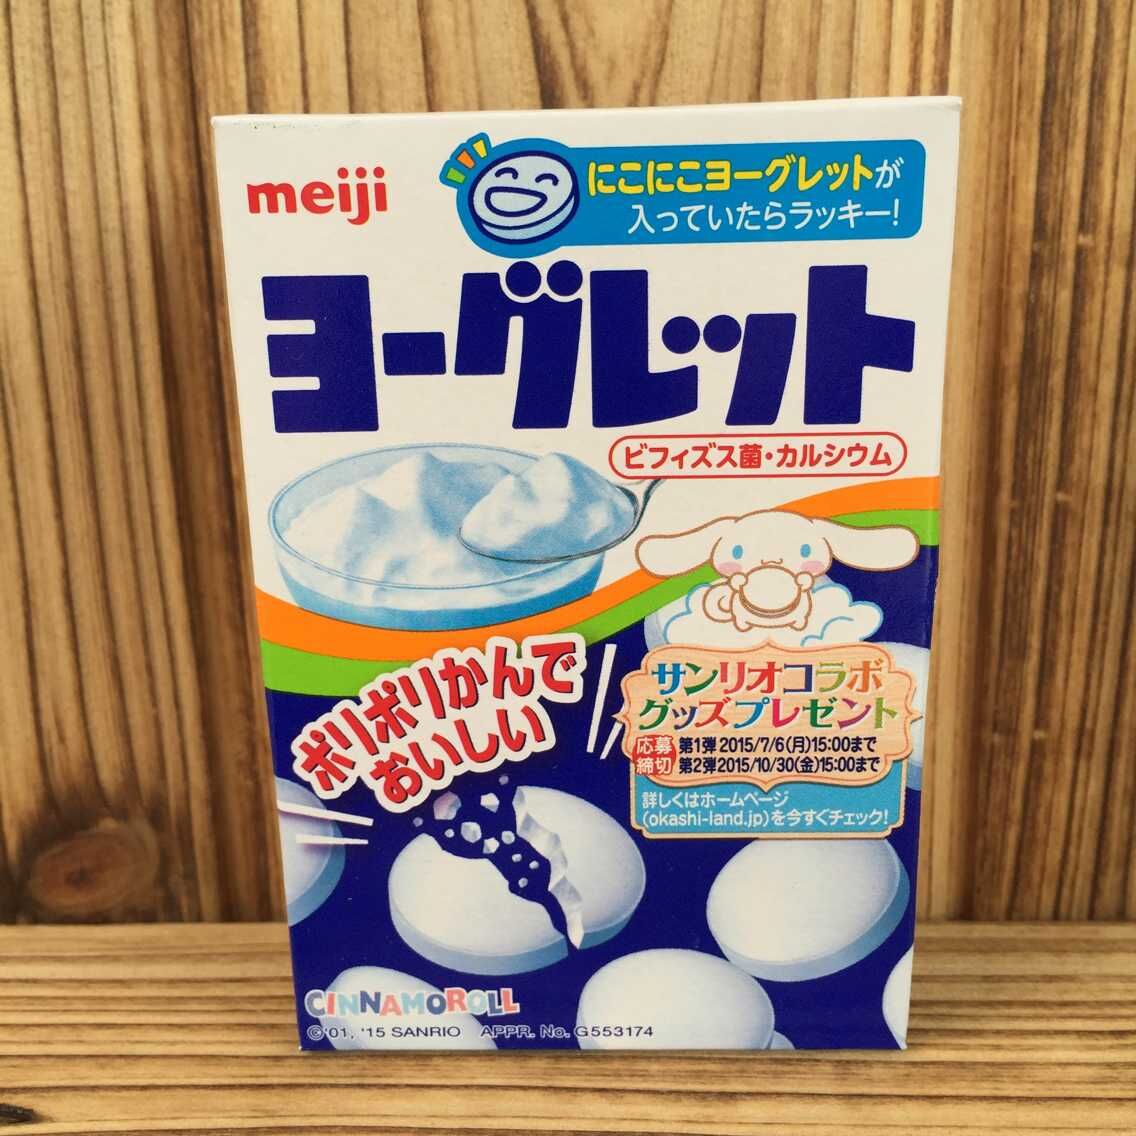 meiji
にこにこヨーグレットが
入っていたらラッキー!
ヨーグレット
ビフィズス菌・カルシウム
ポリポリかんで
おいしい
サンリオコラボ
グッズプレゼント
応募
締切
第1弾 2015/7/6(月)15:00まで
第2弾2015/10/30(金)15:00まで
詳しくはホームページ
(okashi-land.jp)を今すぐチェック!
CINNAMOROLL
©'01, '15 SANRIO APPR. No. G553174